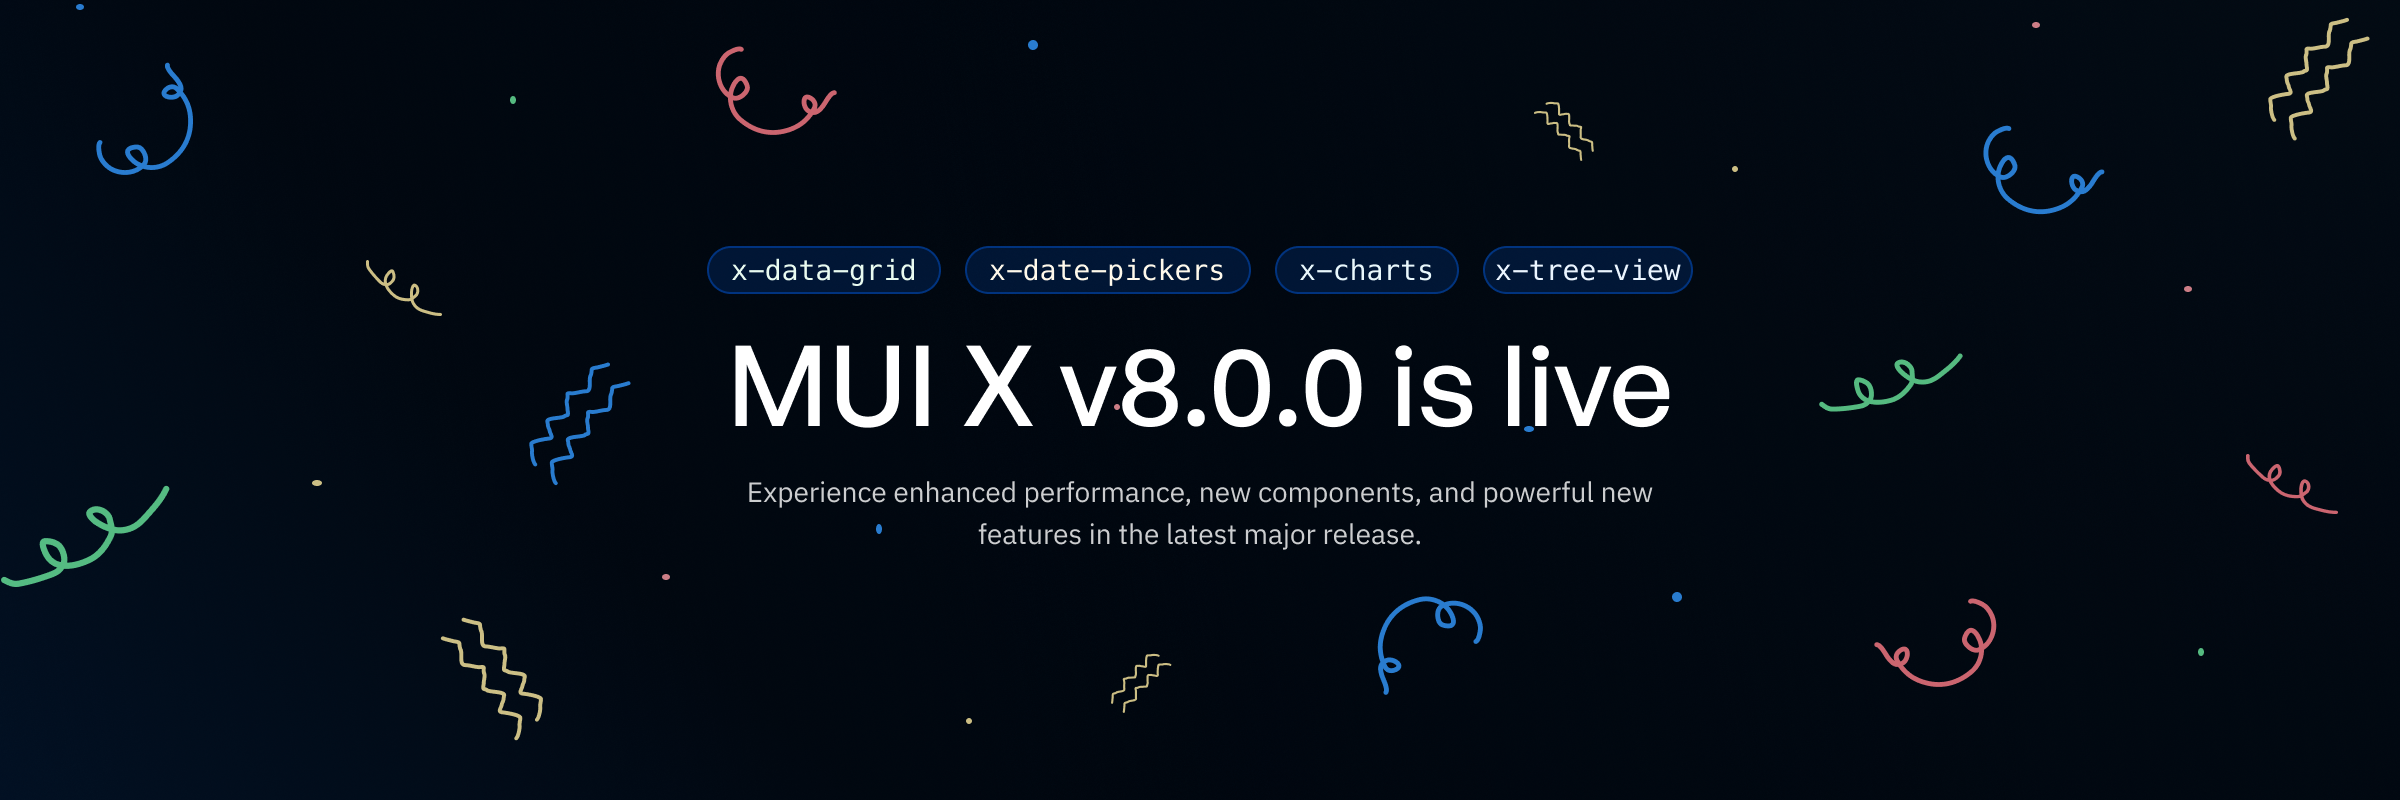 x-data-grid x-date-pickers x-charts x-tree-view
MUI X v8.0.0 is live
Experience enhanced performance, new components, and powerful new
features in the latest major release.